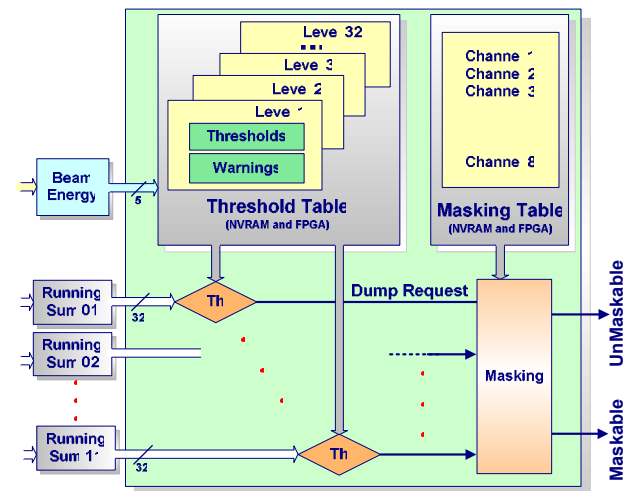 Leve 32
Leve 3
Leve 2
Leve 1
Thresholds
Warnings
Threshold Table
(NVRAM and FPGA)
Channe 1
Channe 2
Channe 3
Channe 8
Masking Table
(NVRAM and FPGA)
Beam
Energy
5
Running
Sum 01
32
Th
Dump Request
Running
Sum 02
Masking
UnMaskable
Running
Sum 11
32
Th
Maskable